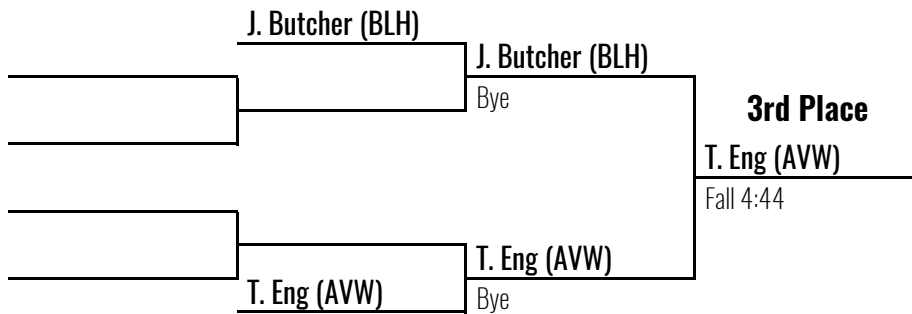 J. Butcher (BLH)
J. Butcher (BLH)
Bye
3rd Place
T. Eng (AVW)
Fall 4:44
T. Eng (AVW)
T. Eng (AVW)
Bye